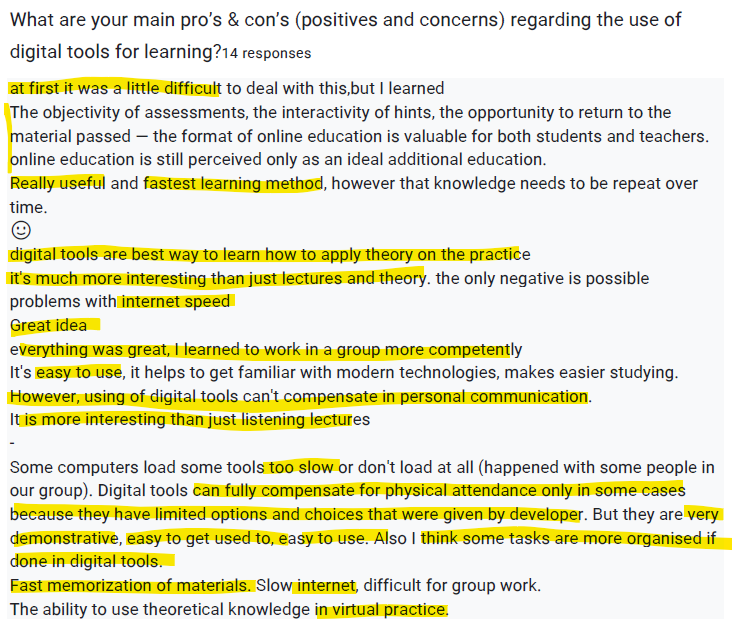 What are your main pro's & con's (positives and concerns) regarding the use of
digital tools for learning?14 responses
at first it was a little difficult to deal with this,but I learned
The objectivity of assessments, the interactivity of hints, the opportunity to return to the
material passed — the format of online education is valuable for both students and teachers.
online education is still perceived only as an ideal additional education.
Really useful and fastest learning method, however that knowledge needs to be repeat over
time.
☺
digital tools are best way to learn how to apply theory on the practice
it's much more interesting than just lectures and theory. the only negative is possible
problems with internet speed
Great idea
everything was great, I learned to work in a group more competently
It's easy to use, it helps to get familiar with modern technologies, makes easier studying.
However, using of digital tools can't compensate in personal communication.
It is more interesting than just listening lectures
-
Some computers load some tools too slow or don't load at all (happened with some people in
our group). Digital tools can fully compensate for physical attendance only in some cases
because they have limited options and choices that were given by developer. But they are very
demonstrative, easy to get used to, easy to use. Also I think some tasks are more organised if
done in digital tools.
Fast memorization of materials. Slow internet, difficult for group work.
The ability to use theoretical knowledge in virtual practice.